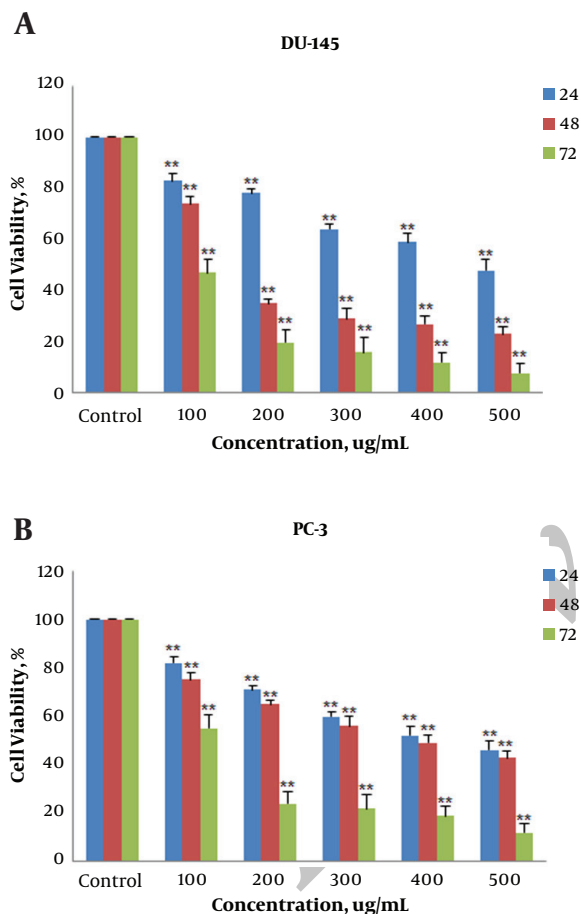 A
DU-145
120
100
80
60
40
20
0
Cell Viability, %
24
48
72
** ** ** ** ** ** ** ** ** ** ** ** ** ** **
Control 100 200 300 400 500
Concentration, ug/mL
B
PC-3
120
100
80
60
40
20
0
Cell Viability, %
24
48
72
** ** ** ** ** ** ** ** ** ** ** ** ** ** **
Control 100 200 300 400 500
Concentration, ug/mL